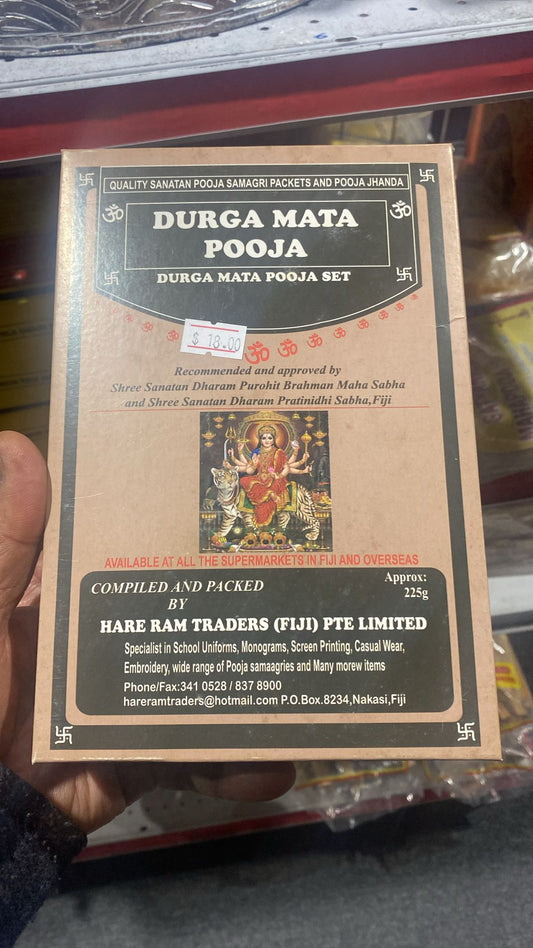 QUALITY SANATAN POOJA SAMAGRI PACKETS AND POOJA JHANDA
ॐ ॐ
DURGA MATA
POOJA
DURGA MATA POOJA SET
$ 18.00
ॐ ॐ ॐ ॐ ॐ ॐ ॐ ॐ ॐ ॐ ॐ
Recommended and approved by
Shree Sanatan Dharam Purohit Brahman Maha Sabha
and Shree Sanatan Dharam Pratinidhi Sabha,Fiji
AVAILABLE AT ALL THE SUPERMARKETS IN FIJI AND OVERSEAS
COMPILED AND PACKED
BY
Approx:
225g
HARE RAM TRADERS (FIJI) PTE LIMITED
Specialist in School Uniforms, Monograms, Screen Printing, Casual Wear,
Embroidery, wide range of Pooja samaagries and Many morew items
Phone/Fax:341 0528 / 837 8900
hareramtraders@hotmail.com P.O.Box.8234,Nakasi,Fiji